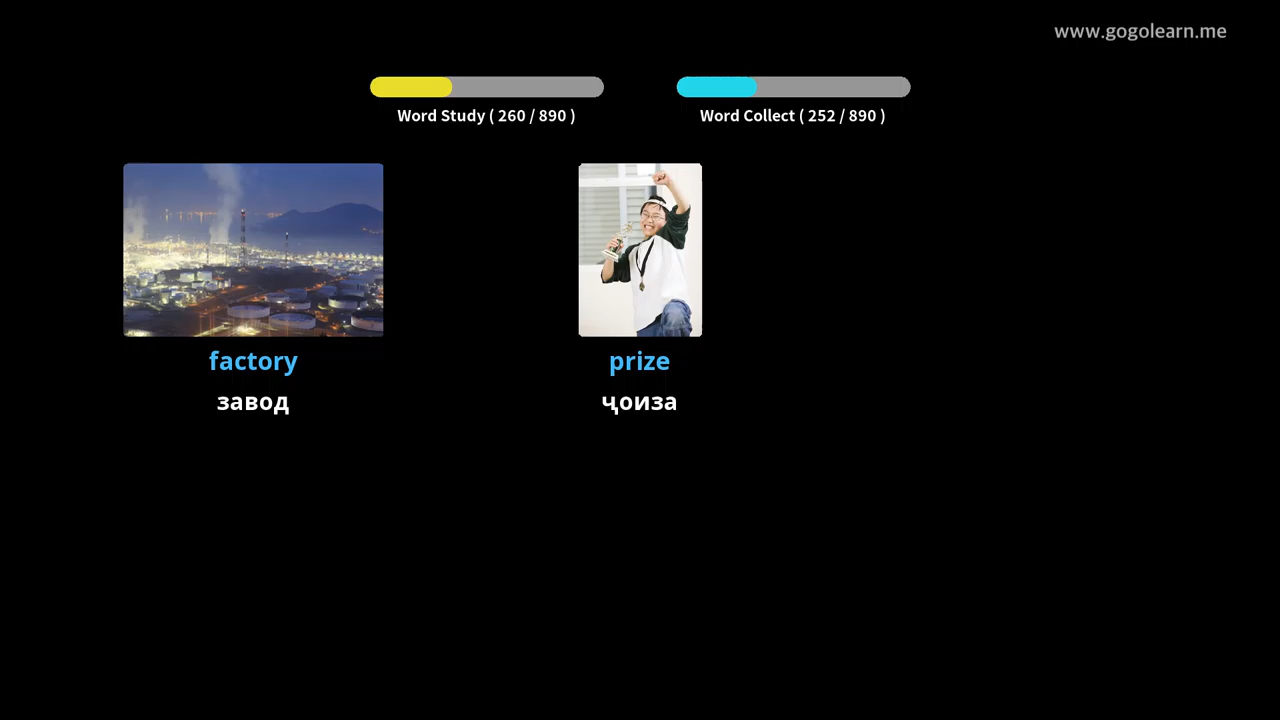 www.gogolearn.me
Word Study ( 260 / 890 )
Word Collect ( 252 / 890 )
factory
завод
prize
ҷоиза